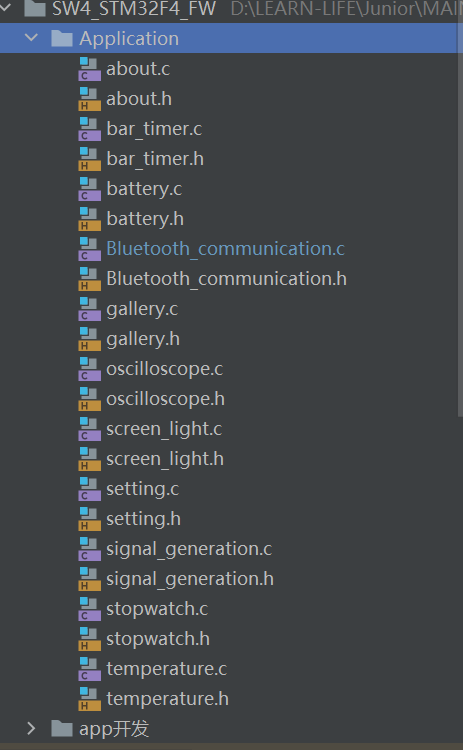 SW4_STM32F4_FW D:\LEARN-LIFE\Junior\MAIN
Application
about.c
about.h
bar_timer.c
bar_timer.h
battery.c
battery.h
Bluetooth_communication.c
Bluetooth_communication.h
gallery.c
gallery.h
oscilloscope.c
oscilloscope.h
screen_light.c
screen_light.h
setting.c
setting.h
signal_generation.c
signal_generation.h
stopwatch.c
stopwatch.h
temperature.c
temperature.h
app开发